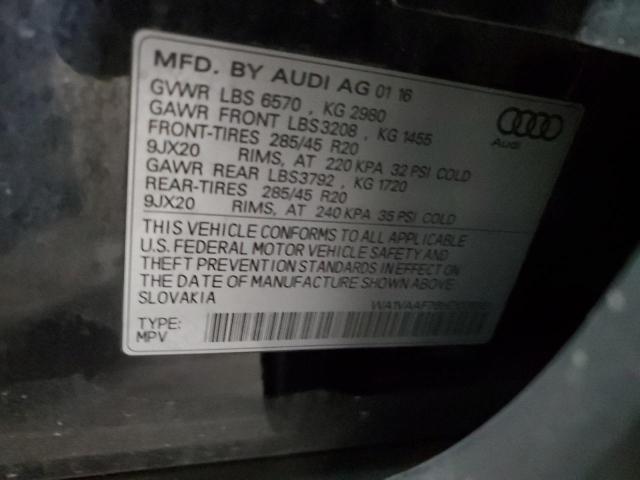 MFD. BY AUDI AG 01 16
GVWR LBS 6570 , KG 2980
GAWR FRONT LBS3208 , KG 1455
FRONT-TIRES 285/45 R20
9JX20 RIMS, AT 220 KPA 32 PSI COLD
GAWR REAR LBS3792 , KG 1720
REAR-TIRES 285/45 R20
9JX20 RIMS, AT 240 KPA 35 PSI COLD
Audi
THIS VEHICLE CONFORMS TO ALL APPLICABLE
U.S. FEDERAL MOTOR VEHICLE SAFETY AND
THEFT PREVENTION STANDARDS IN EFFECT ON
THE DATE OF MANUFACTURE SHOWN ABOVE
SLOVAKIA
TYPE:
MPV